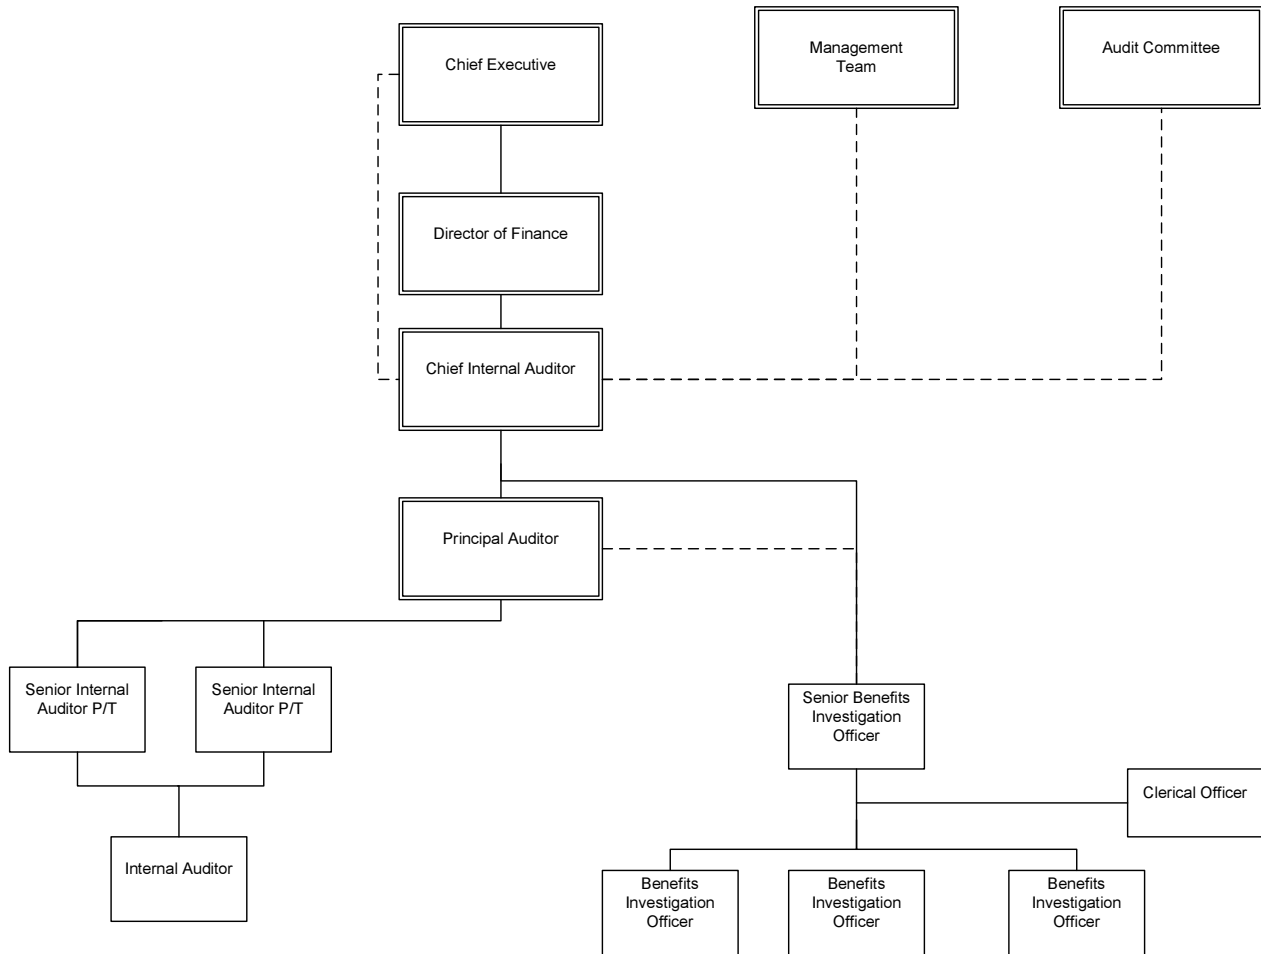 Chief Executive
Management
Team
Audit Committee
Director of Finance
Chief Internal Auditor
Principal Auditor
Senior Internal
Auditor P/T
Senior Internal
Auditor P/T
Senior Benefits
Investigation
Officer
Clerical Officer
Internal Auditor
Benefits
Investigation
Officer
Benefits
Investigation
Officer
Benefits
Investigation
Officer